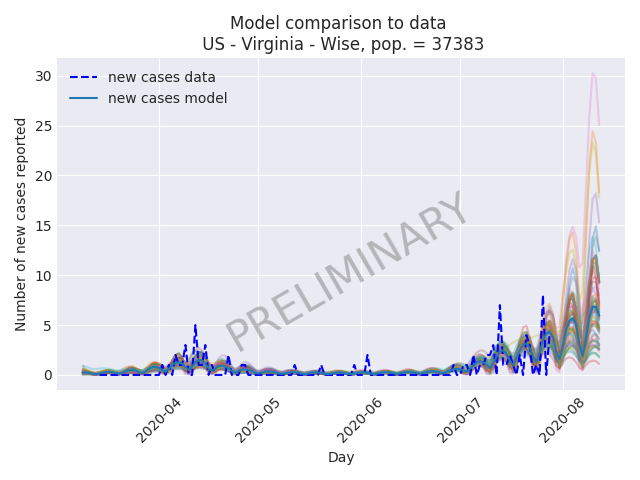 Model comparison to data
US - Virginia - Wise, pop. = 37383
new cases data
new cases model
PRELIMINARY
Number of new cases reported
30
25
20
15
10
5
0
2020-04
2020-05
2020-06
2020-07
2020-08
Day